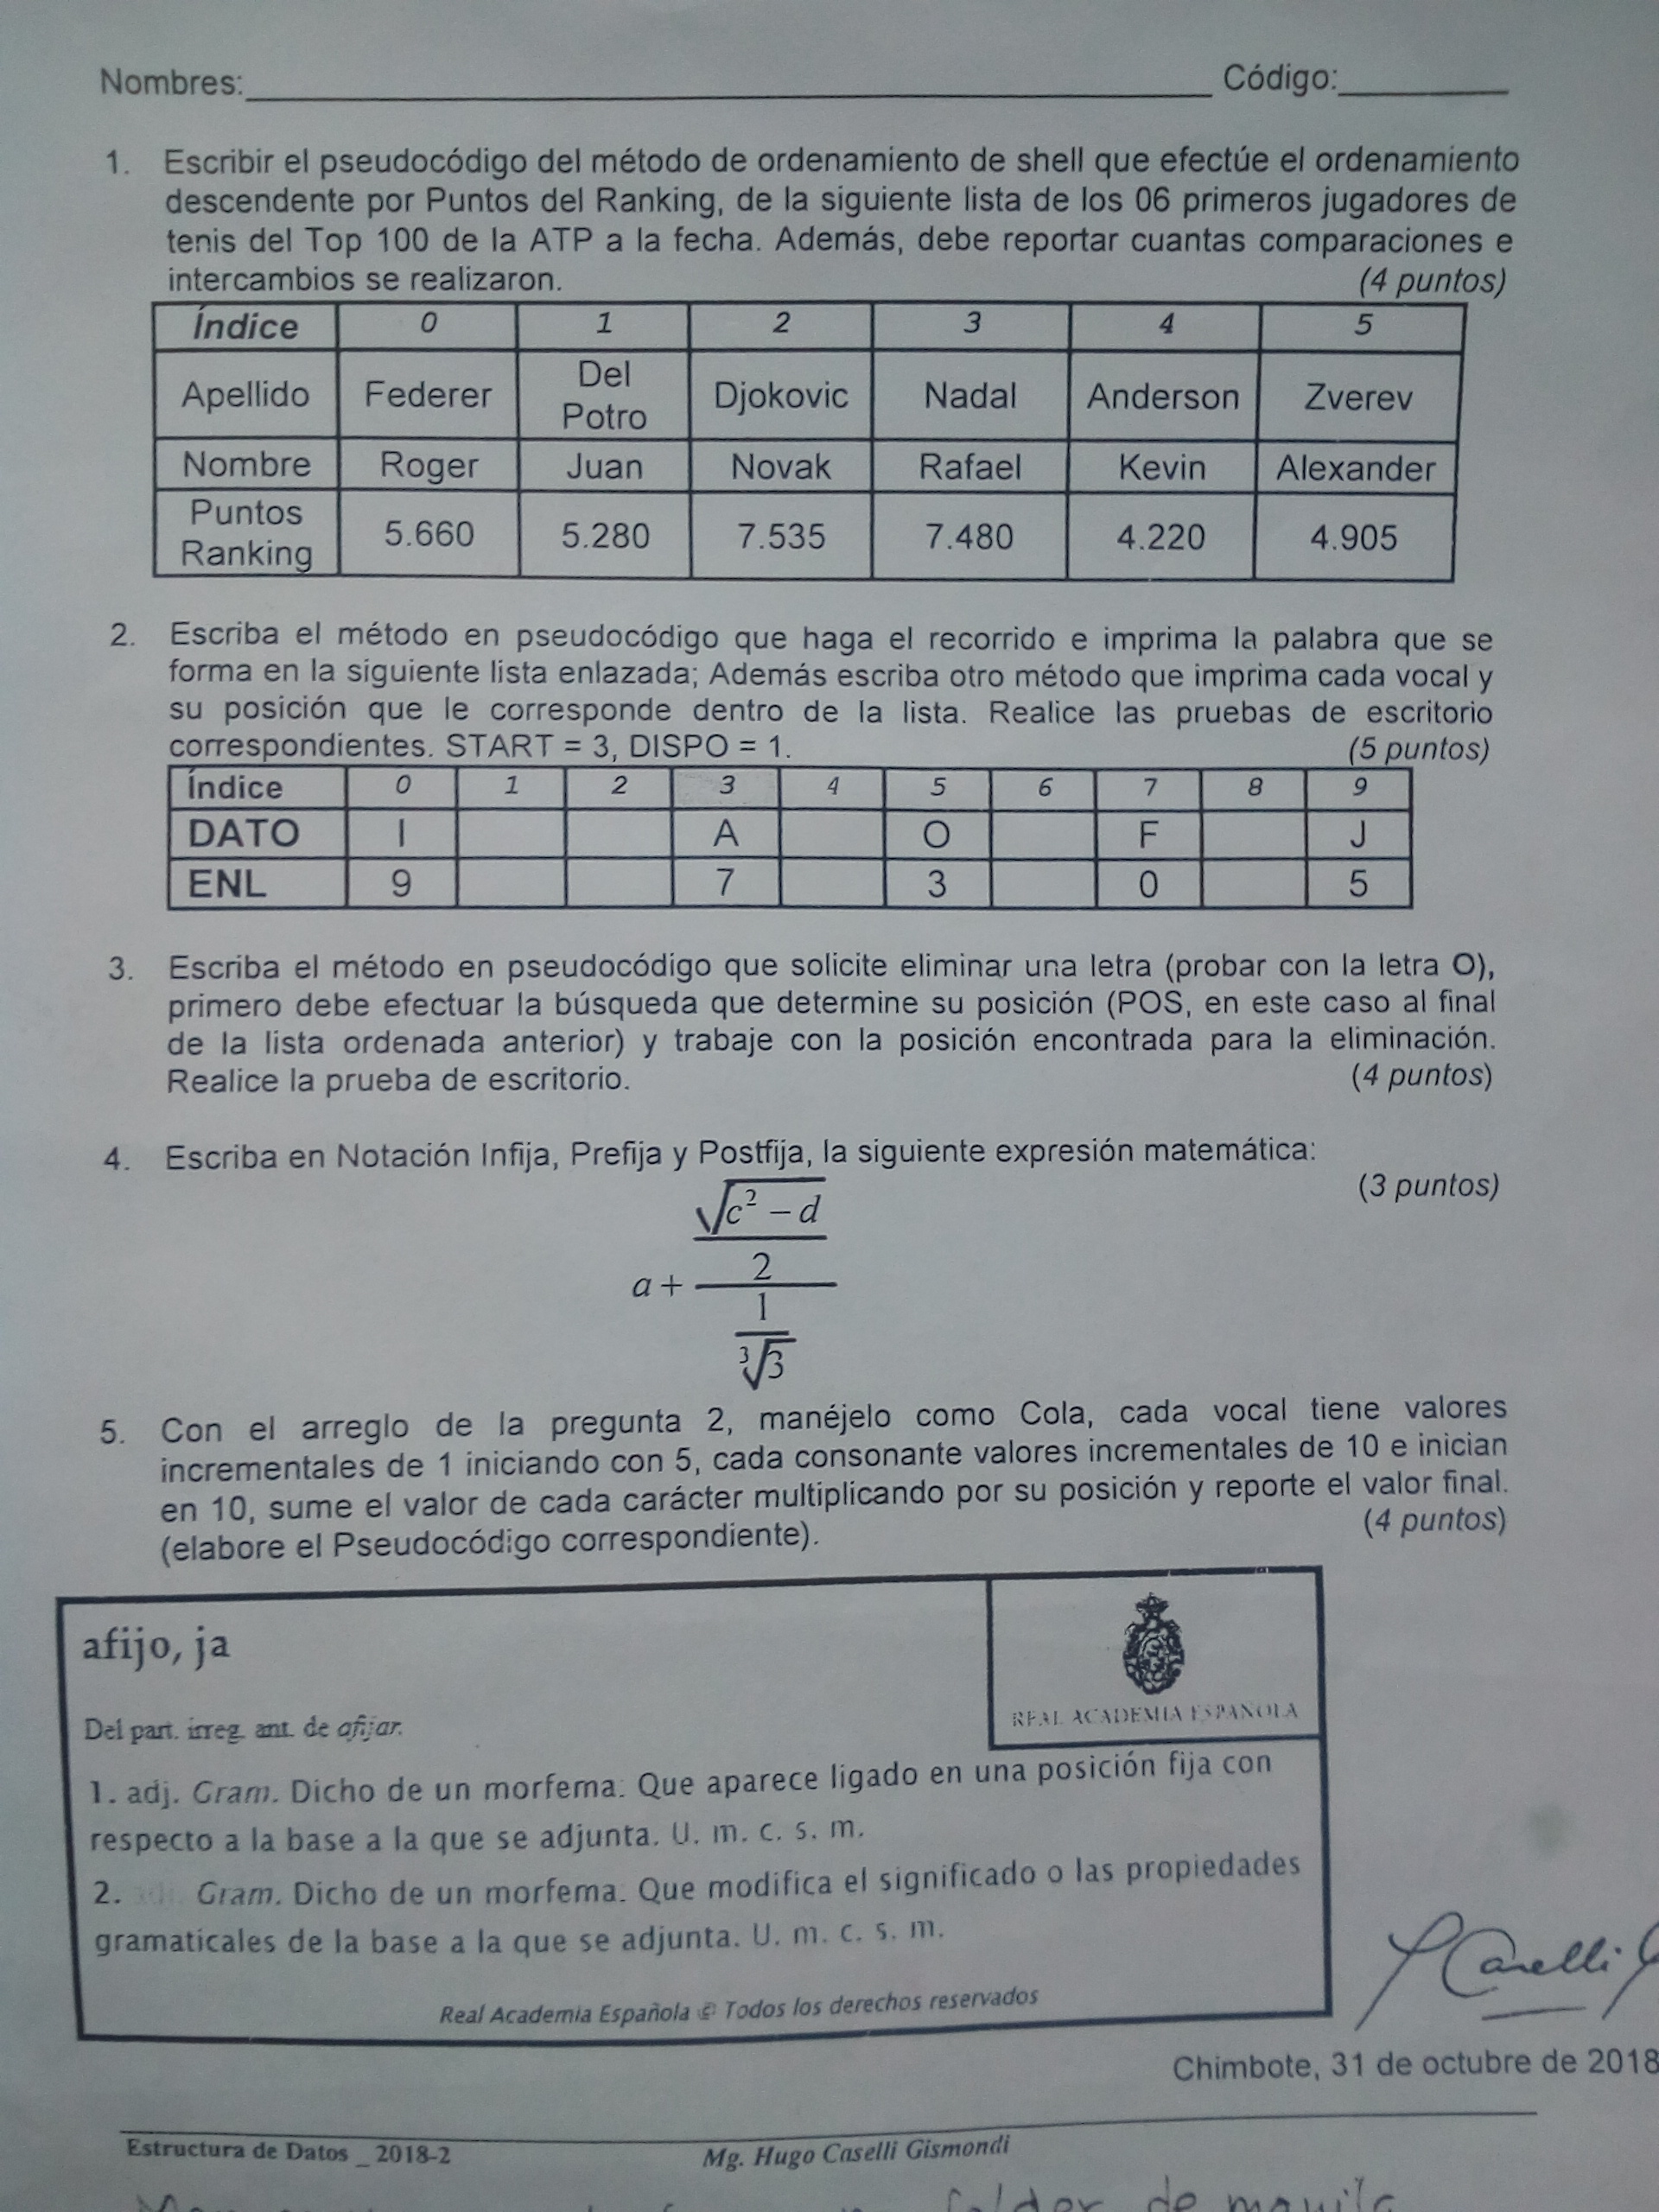 Nombres:__________ Código:__________
1. Escribir el pseudocódigo del método de ordenamiento de shell que efectúe el ordenamiento
descendente por Puntos del Ranking, de la siguiente lista de los 06 primeros jugadores de
tenis del Top 100 de la ATP a la fecha. Además, debe reportar cuantas comparaciones e
intercambios se realizaron. (4 puntos)
Índice 0 1 2 3 4 5
Apellido Federer Del Potro Djokovic Nadal Anderson Zverev
Nombre Roger Juan Novak Rafael Kevin Alexander
Puntos Ranking 5.660 5.280 7.535 7.480 4.220 4.905
2. Escriba el método en pseudocódigo que haga el recorrido e imprima la palabra que se
forma en la siguiente lista enlazada; Además escriba otro método que imprima cada vocal y
su posición que le corresponde dentro de la lista. Realice las pruebas de escritorio
correspondientes. START = 3, DISPO = 1. (5 puntos)
Índice 0 1 2 3 4 5 6 7 8 9
DATO I A O F J
ENL 9 7 3 0 5
3. Escriba el método en pseudocódigo que solicite eliminar una letra (probar con la letra O),
primero debe efectuar la búsqueda que determine su posición (POS, en este caso al final
de la lista ordenada anterior) y trabaje con la posición encontrada para la eliminación.
Realice la prueba de escritorio. (4 puntos)
4. Escriba en Notación Infija, Prefija y Postfija, la siguiente expresión matemática:
(3 puntos)
√c² − d
2
a +
1
³√3
5. Con el arreglo de la pregunta 2, manéjelo como Cola, cada vocal tiene valores
incrementales de 1 iniciando con 5, cada consonante valores incrementales de 10 e inician
en 10, sume el valor de cada carácter multiplicando por su posición y reporte el valor final.
(elabore el Pseudocódigo correspondiente). (4 puntos)
afijo, ja
REAL ACADEMIA ESPAÑOLA
Del part. irreg. ant. de afijar.
1. adj. Gram. Dicho de un morfema: Que aparece ligado en una posición fija con
respecto a la base a la que se adjunta. U. m. c. s. m.
2. adj. Gram. Dicho de un morfema: Que modifica el significado o las propiedades
gramaticales de la base a la que se adjunta. U. m. c. s. m.
Real Academia Española © Todos los derechos reservados
Caselli
Chimbote, 31 de octubre de 2018
Estructura de Datos _ 2018-2 Mg. Hugo Caselli Gismondi
folder de manila